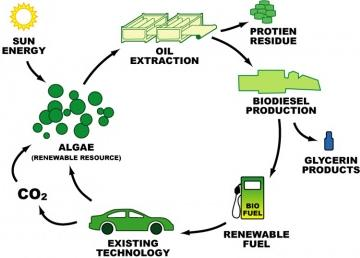 SUN
ENERGY
OIL
EXTRACTION
PROTIEN
RESIDUE
BIODIESEL
PRODUCTION
GLYCERIN
PRODUCTS
BIO
FUEL
RENEWABLE
FUEL
EXISTING
TECHNOLOGY
CO₂
ALGAE
(RENEWABLE RESOURCE)